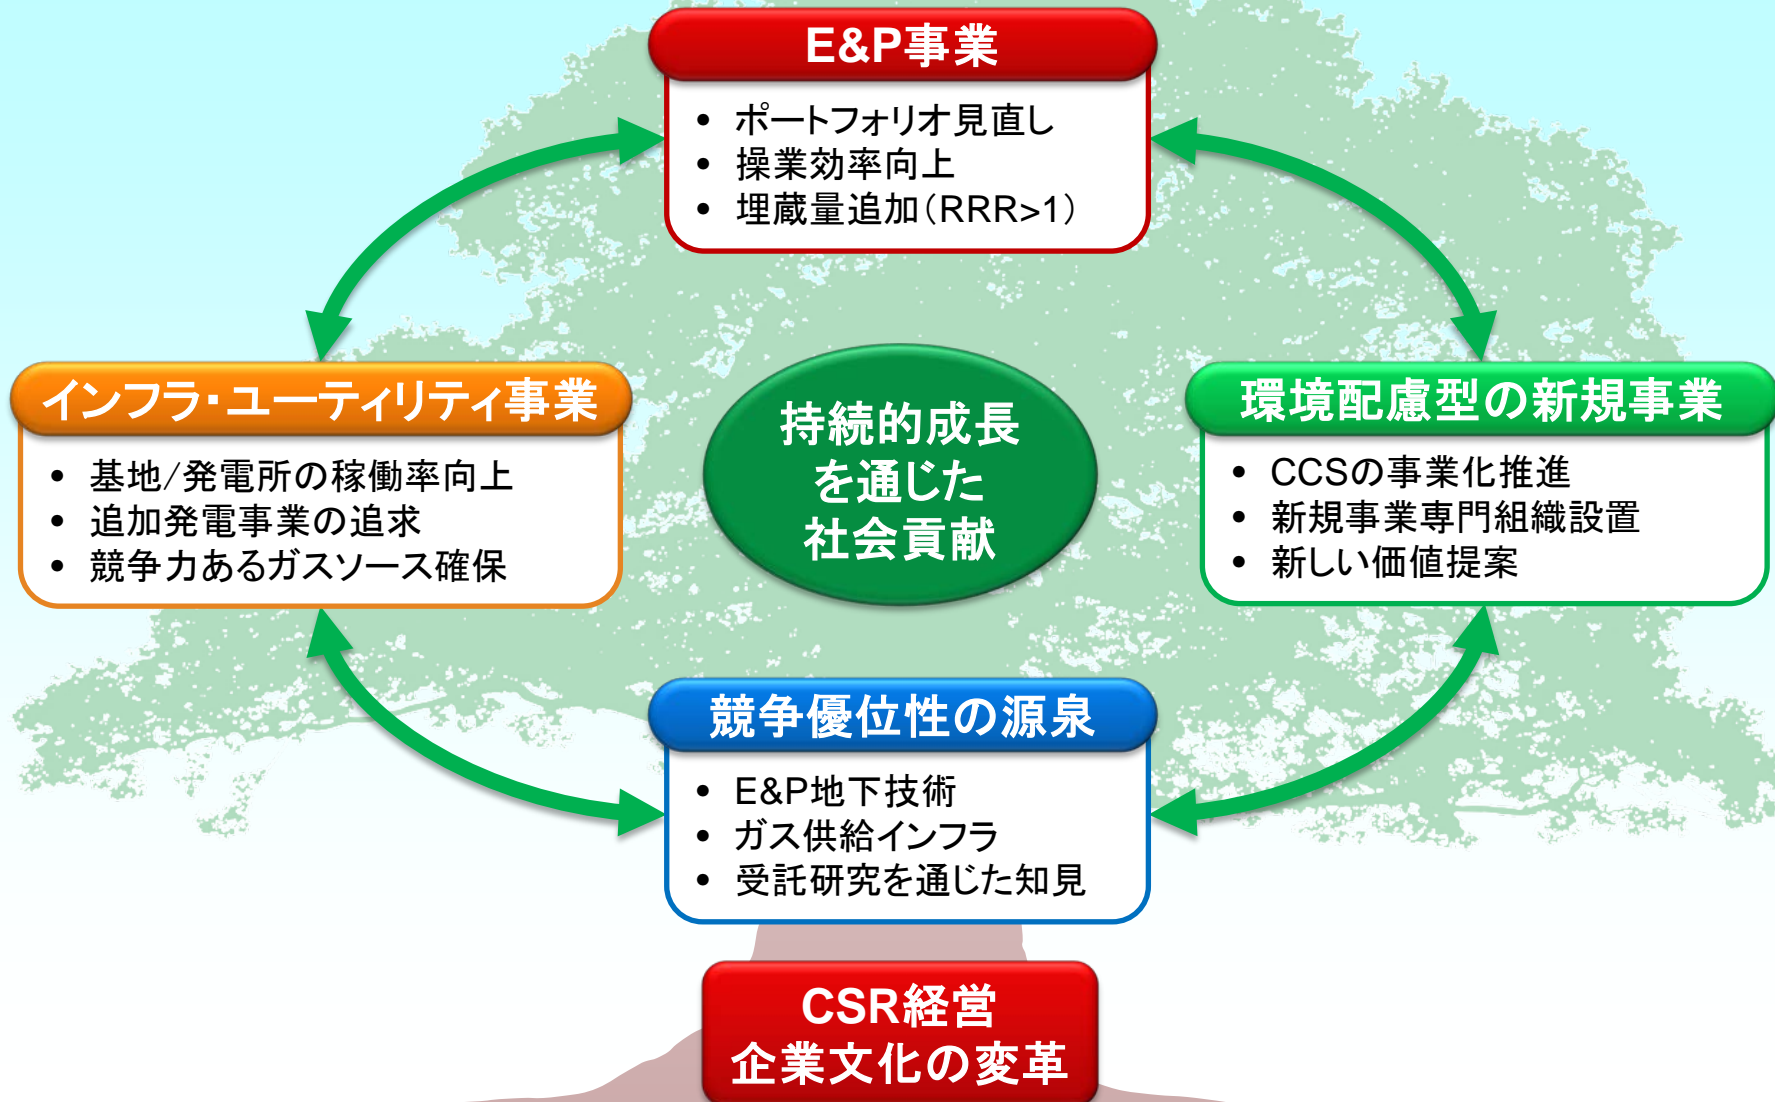 E&P事業
• ポートフォリオ見直し
• 操業効率向上
• 埋蔵量追加（RRR>1）
インフラ・ユーティリティ事業
• 基地/発電所の稼働率向上
• 追加発電事業の追求
• 競争力あるガスソース確保
持続的成長
を通じた
社会貢献
環境配慮型の新規事業
• CCSの事業化推進
• 新規事業専門組織設置
• 新しい価値提案
競争優位性の源泉
• E&P地下技術
• ガス供給インフラ
• 受託研究を通じた知見
CSR経営
企業文化の変革